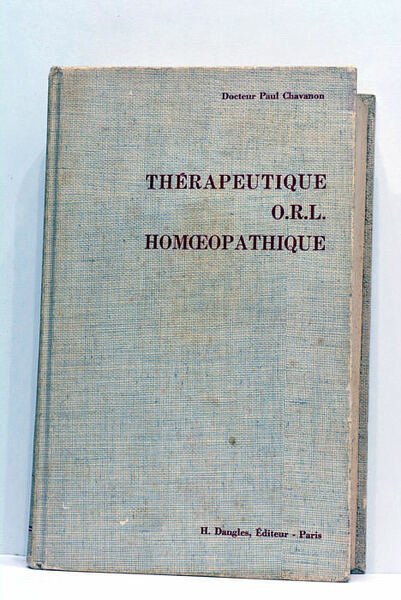 Docteur Paul Chavanon
THÉRAPEUTIQUE
O.R.L.
HOMŒOPATHIQUE
H. Dangles, Éditeur - Paris